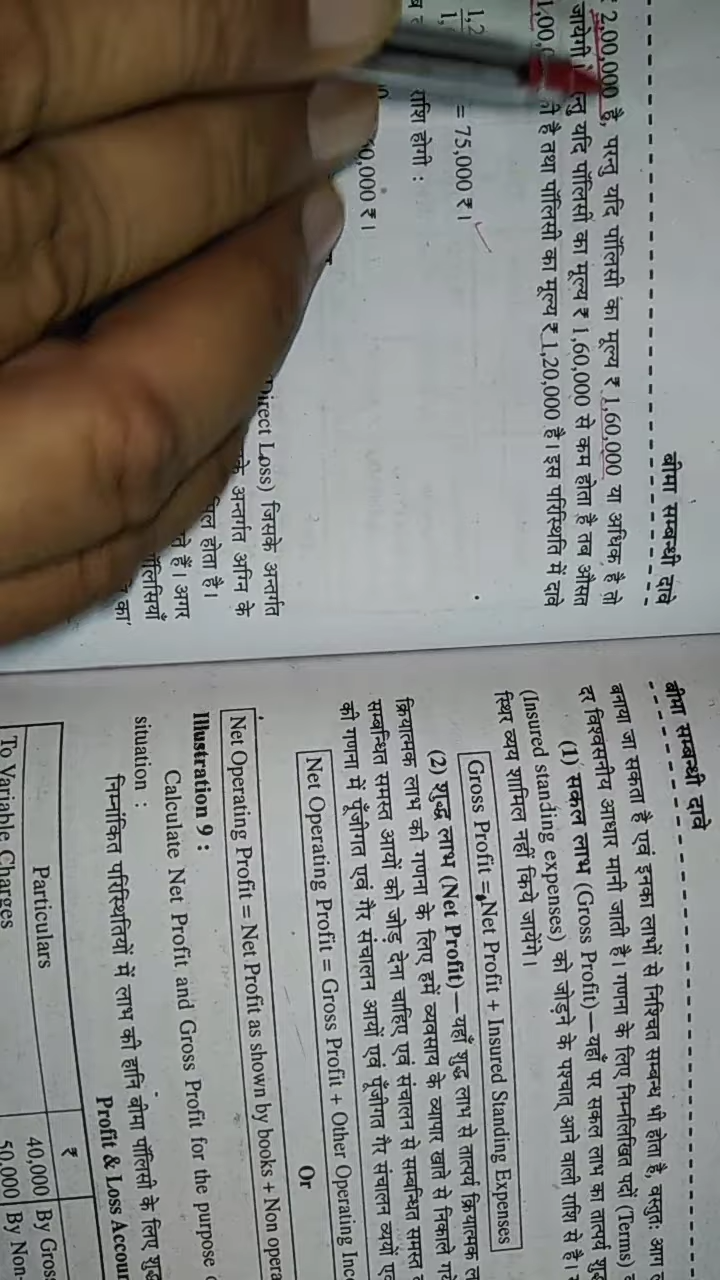 बीमा सम्बन्धी दावे
2,00,000 है, परन्तु यदि पॉलिसी का मूल्य ₹ 1,60,000 या अधिक है तो
जायेगी यदि पॉलिसी का मूल्य ₹ 1,60,000 से कम होता है तब औसत
1,00, है तथा पॉलिसी का मूल्य ₹ 1,20,000 है। इस परिस्थिति में दावे
1,2
= 75,000 ₹।
राशि होगी :
0,000 ₹।
Direct Loss) जिसके अन्तर्गत
के अन्तर्गत अग्नि के
होता है।
हैं। अगर
पॉलिसियाँ
का
बीमा सम्बन्धी दावे
बनाया जा सकता है एवं इनका लाभों से निश्चित सम्बन्ध भी होता है, वस्तुतः आग
दर विश्वसनीय आधार मानी जाती है। गणना के लिए निम्नलिखित पदों (Terms)
(1) सकल लाभ (Gross Profit)—यहाँ पर सकल लाभ का तात्पर्य शुद्ध
(Insured standing expenses) को जोड़ने के पश्चात् आने वाली राशि से है।
स्थिर व्यय शामिल नहीं किये जायेंगे।
Gross Profit = Net Profit + Insured Standing Expenses
(2) शुद्ध लाभ (Net Profit)—यहाँ शुद्ध लाभ से तात्पर्य क्रियात्मक
क्रियात्मक लाभ की गणना के लिए हमें व्यवसाय के व्यापार खाते से निकाले गये
सम्बन्धित समस्त आयों को जोड़ देना चाहिए एवं संचालन से सम्बन्धित समस्त
की गणना में पूँजीगत एवं गैर संचालन आयों एवं पूँजीगत गैर संचालन व्ययों एवं
Net Operating Profit = Gross Profit + Other Operating Inc
Or
Net Operating Profit = Net Profit as shown by books + Non opera
Illustration 9 :
Calculate Net Profit and Gross Profit for the purpose
situation :
निम्नांकित परिस्थितियों में लाभ की हानि बीमा पॉलिसी के लिए शुद्ध
Profit & Loss Accoun
Particulars ₹
To Variable Charges 40,000 By Gros
50,000 By Non-